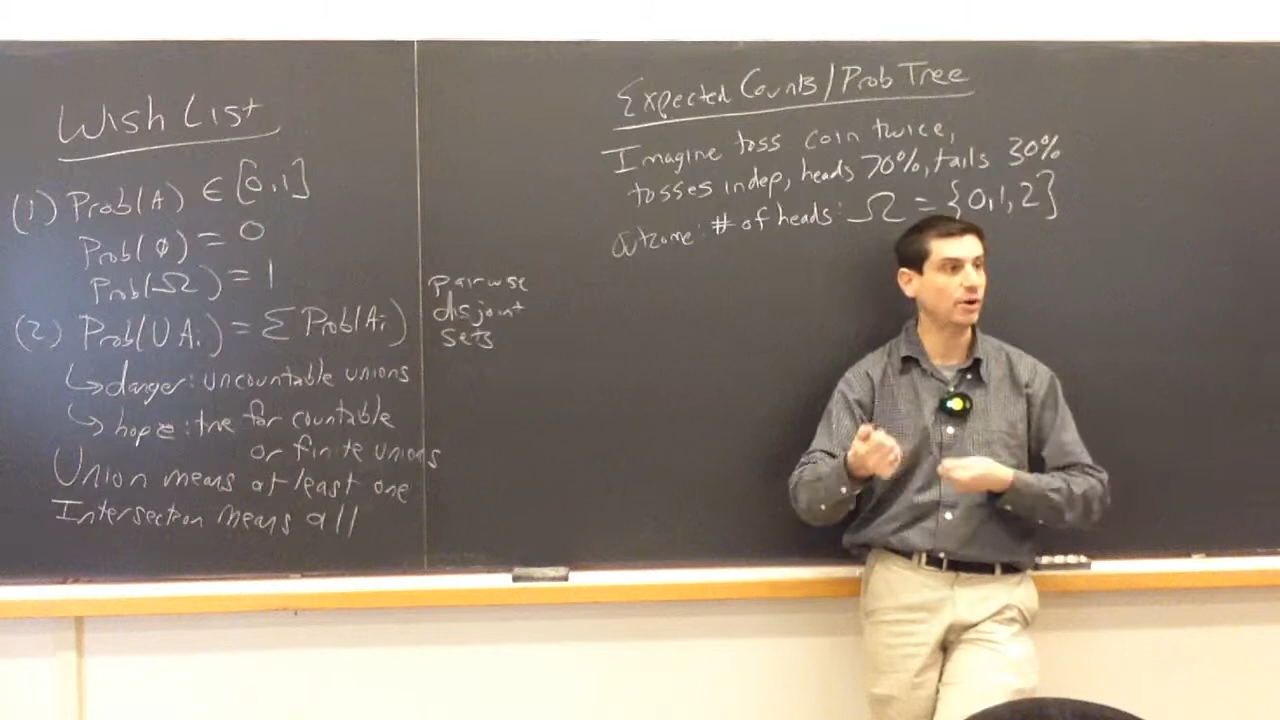 Wish List
(1) Prob(A) ∈ [0,1]
Prob(∅) = 0
Prob(Ω) = 1
(2) Prob(∪ Ai) = Σ Prob(Ai)
pairwise
disjoint
sets
↳ danger: uncountable unions
↳ hope: true for countable
or finite unions
Union means at least one
Intersection means all
Expected Counts / Prob Tree
Imagine toss coin twice,
tosses indep, heads 70%, tails 30%
outcome: # of heads: Ω = {0,1,2}